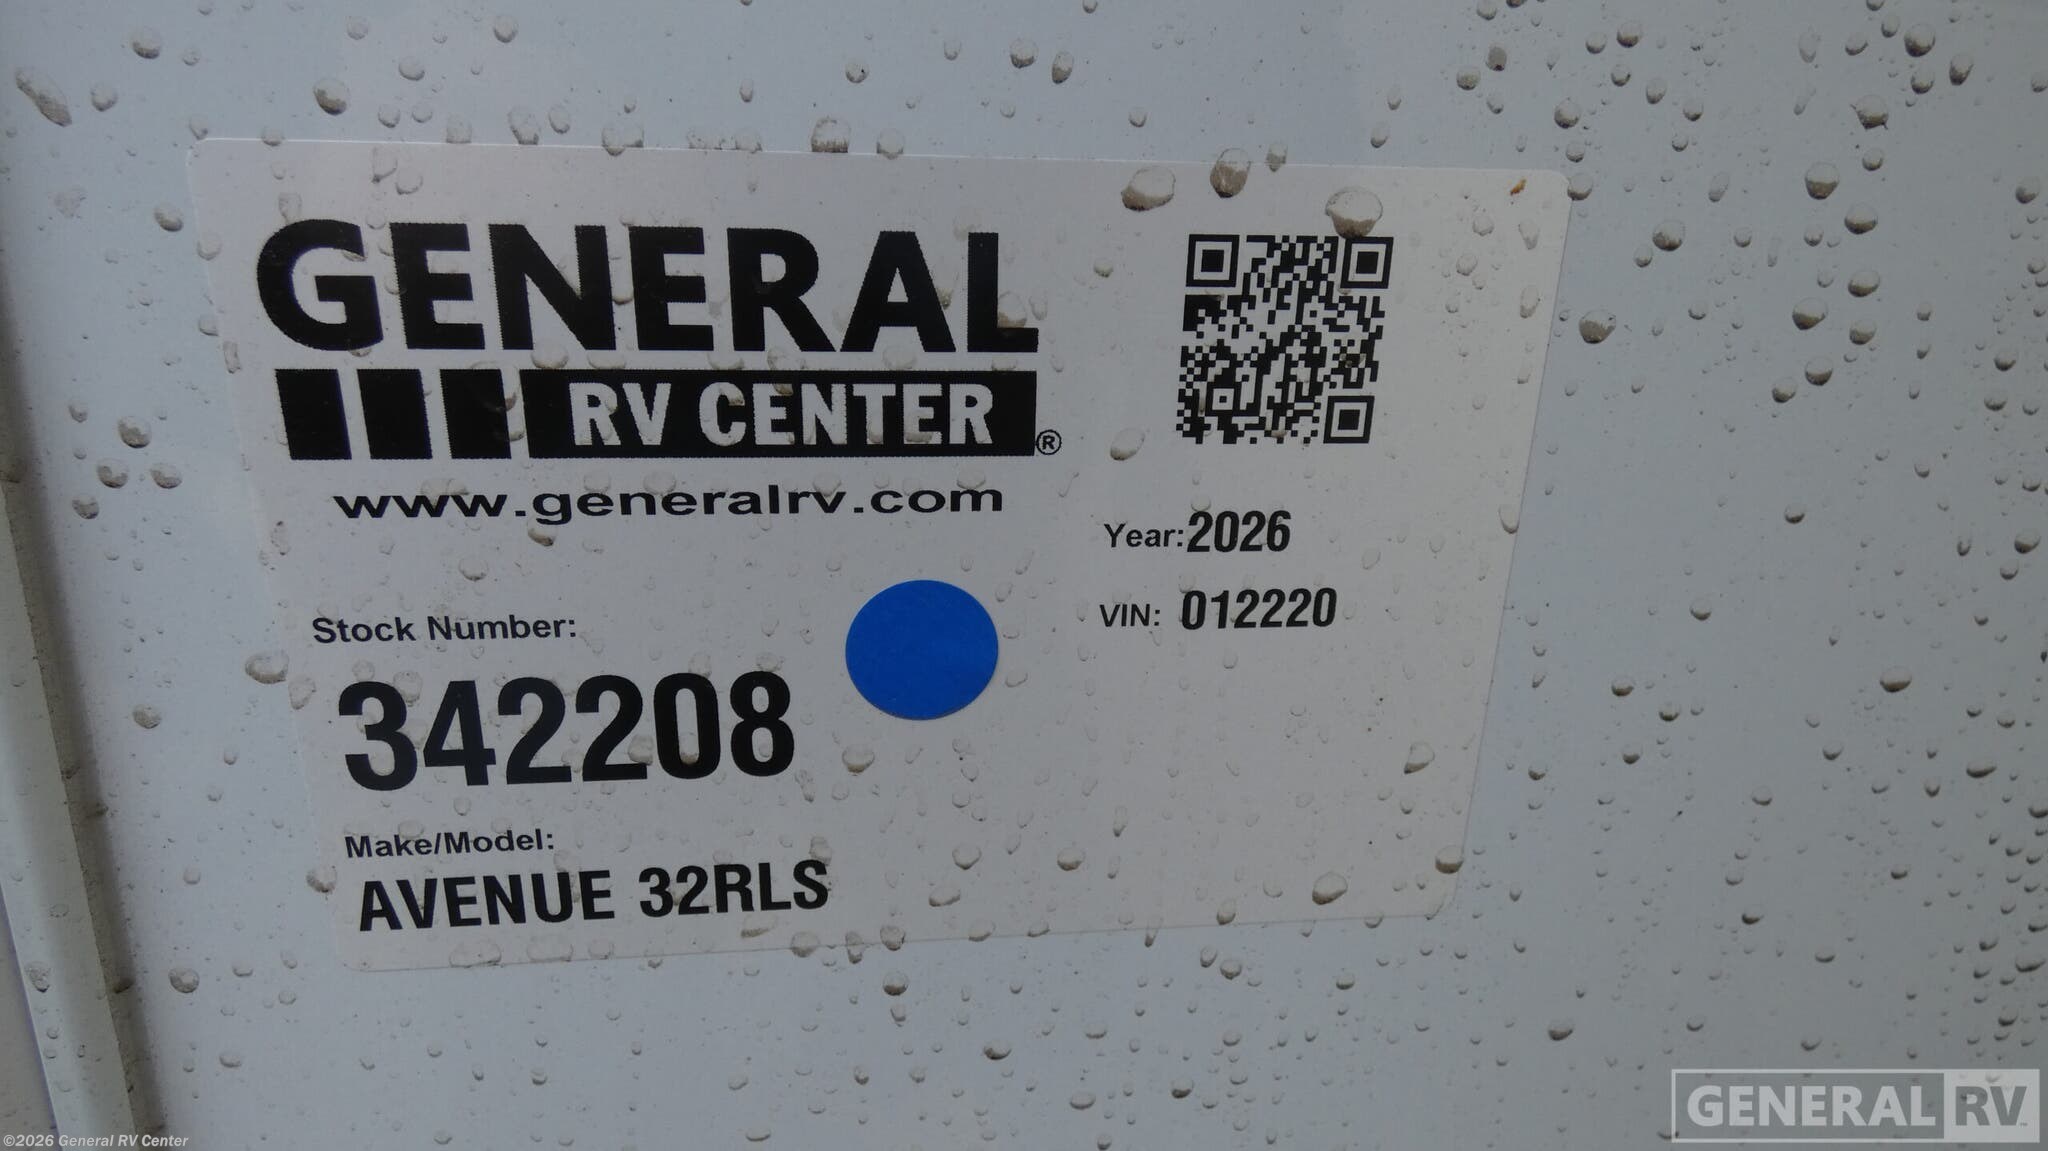 GENERAL
RV CENTER®
www.generalrv.com
Year: 2026
VIN: 012220
Stock Number:
342208
Make/Model:
AVENUE 32RLS
©2026 General RV Center
GENERAL RV